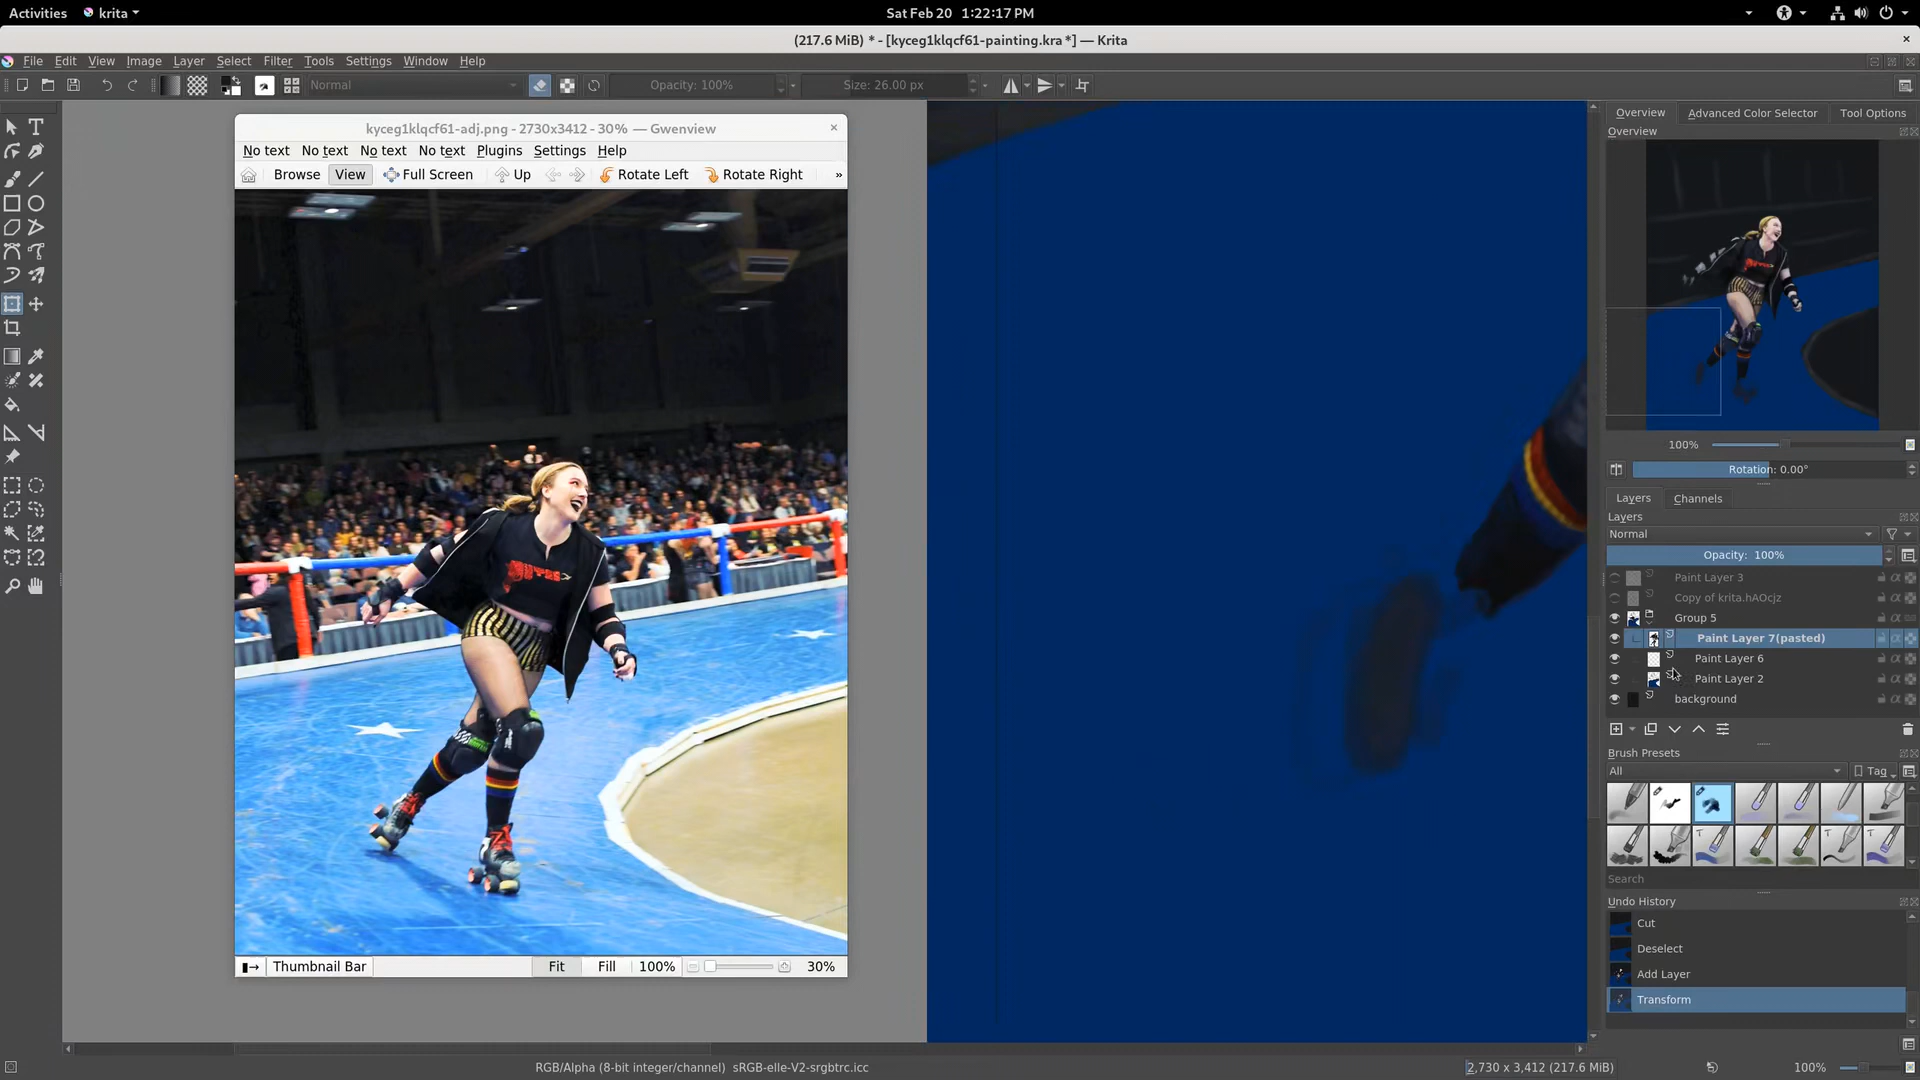 Activities krita Sat Feb 20 1:22:17 PM
(217.6 MiB) * - [kyceg1klqcf61-painting.kra *] — Krita ×
File Edit View Image Layer Select Filter Tools Settings Window Help
Normal Opacity: 100% Size: 26.00 px
Overview Advanced Color Selector Tool Options
Overview
kyceg1klqcf61-adj.png - 2730x3412 - 30% — Gwenview ×
No text No text No text No text Plugins Settings Help
Browse View Full Screen Up Rotate Left Rotate Right »
100%
Rotation: 0.00°
Layers Channels
Layers
Normal
Opacity: 100%
Paint Layer 3
Copy of krita.hAOcjz
Group 5
Paint Layer 7(pasted)
Paint Layer 6
Paint Layer 2
background
Brush Presets
All Tag
Search
Undo History
Cut
Deselect
Add Layer
Transform
Thumbnail Bar Fit Fill 100% 30%
RGB/Alpha (8-bit integer/channel) sRGB-elle-V2-srgbtrc.icc 2,730 x 3,412 (217.6 MiB) 100%